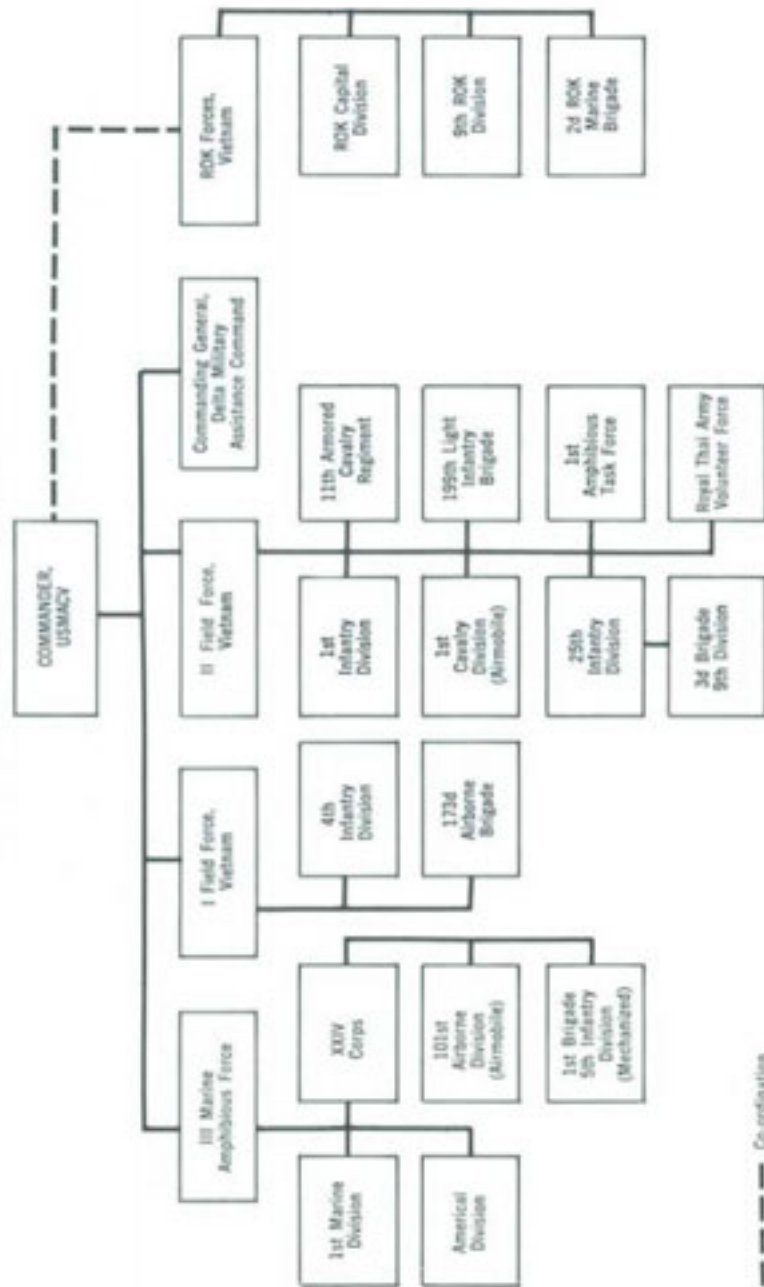 COMMANDER,
USMACV
III Marine
Amphibious Force
I Field Force,
Vietnam
II Field Force,
Vietnam
Commanding General,
Delta Military
Assistance Command
ROK Forces,
Vietnam
1st Marine
Division
Americal
Division
XXIV
Corps
101st
Airborne
Division
(Airmobile)
1st Brigade
5th Infantry
Division
(Mechanized)
4th
Infantry
Division
173d
Airborne
Brigade
1st
Infantry
Division
1st
Cavalry
Division
(Airmobile)
25th
Infantry
Division
3d Brigade
9th Division
11th Armored
Cavalry
Regiment
199th Light
Infantry
Brigade
1st
Amphibious
Task Force
Royal Thai Army
Volunteer Force
ROK Capital
Division
9th ROK
Division
2d ROK
Marine
Brigade
Co-ordination